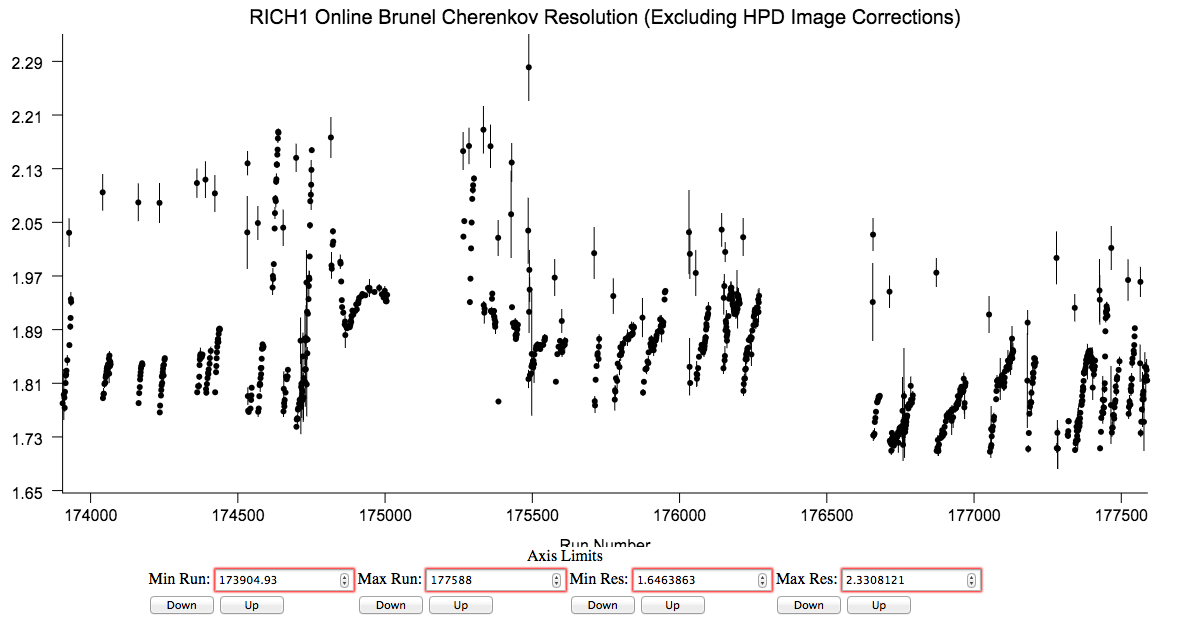 RICH1 Online Brunel Cherenkov Resolution (Excluding HPD Image Corrections)
2.29
2.21
2.13
2.05
1.97
1.89
1.81
1.73
1.65
174000 174500 175000 175500 176000 176500 177000 177500
Run Number
Axis Limits
Min Run: 173904.93 Max Run: 177588 Min Res: 1.6463863 Max Res: 2.3308121
Down Up Down Up Down Up Down Up